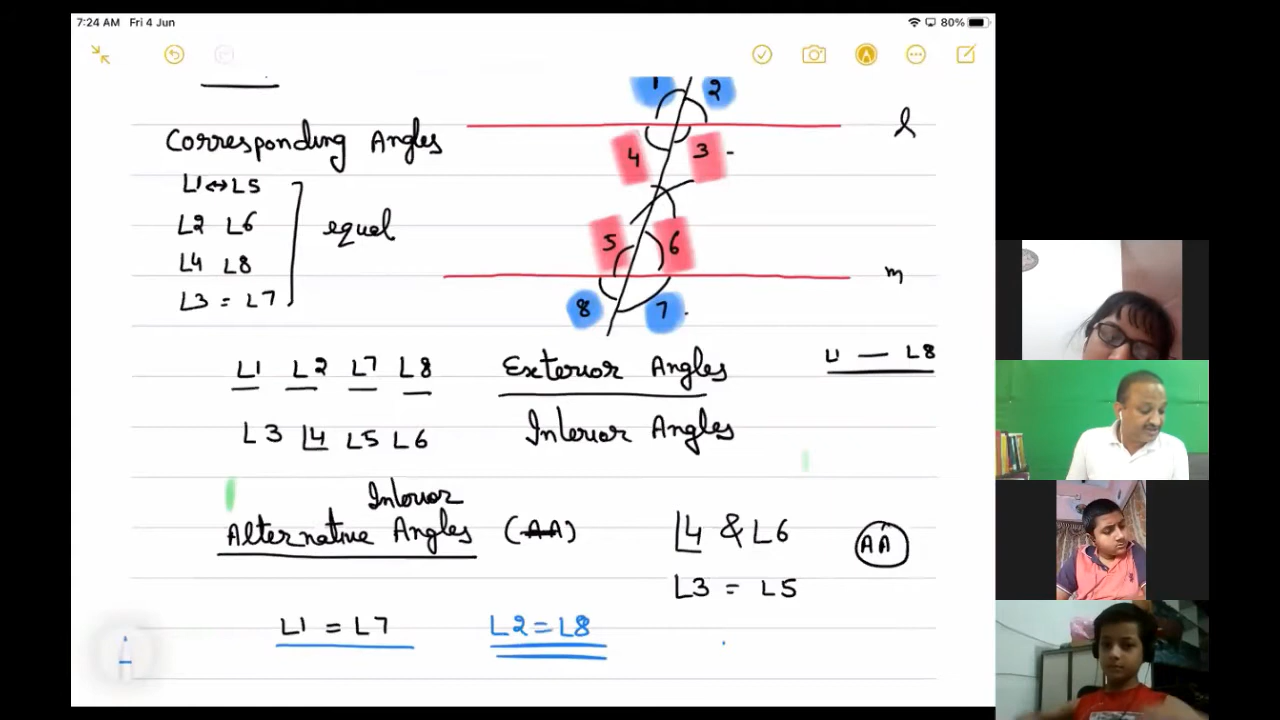 7:24 AM Fri 4 Jun
80%
1 2
Corresponding Angles
l
4 3
L1 ↔ L5
L2 L6
equal
5 6
L4 L8
m
L3 = L7
8 7
L1 L2 L7 L8 Exterior Angles
L1 — L8
L3 L4 L5 L6 Interior Angles
Interior
Alternative Angles (AA) L4 & L6 AA
L3 = L5
L1 = L7 L2 = L8